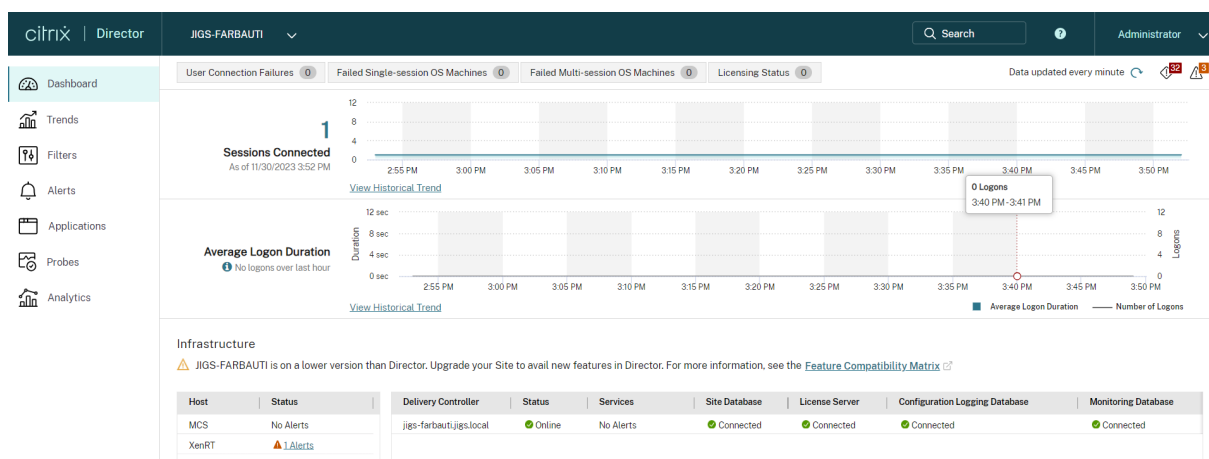 citrix | Director
JIGS-FARBAUTI
Search
Administrator
Dashboard
Trends
Filters
Alerts
Applications
Probes
Analytics
User Connection Failures 0
Failed Single-session OS Machines 0
Failed Multi-session OS Machines 0
Licensing Status 0
Data updated every minute
32
3
1
Sessions Connected
As of 11/30/2023 3:52 PM
12
8
4
0
2:55 PM 3:00 PM 3:05 PM 3:10 PM 3:15 PM 3:20 PM 3:25 PM 3:30 PM 3:35 PM 3:40 PM 3:45 PM 3:50 PM
View Historical Trend
0 Logons
3:40 PM-3:41 PM
Average Logon Duration
No logons over last hour
Duration
12 sec
8 sec
4 sec
0 sec
12
8
4
0
Logons
2:55 PM 3:00 PM 3:05 PM 3:10 PM 3:15 PM 3:20 PM 3:25 PM 3:30 PM 3:35 PM 3:40 PM 3:45 PM 3:50 PM
View Historical Trend
Average Logon Duration Number of Logons
Infrastructure
JIGS-FARBAUTI is on a lower version than Director. Upgrade your Site to avail new features in Director. For more information, see the Feature Compatibility Matrix
Host Status
MCS No Alerts
XenRT 1 Alerts
Delivery Controller Status Services Site Database License Server Configuration Logging Database Monitoring Database
jigs-farbauti.jigs.local Online No Alerts Connected Connected Connected Connected